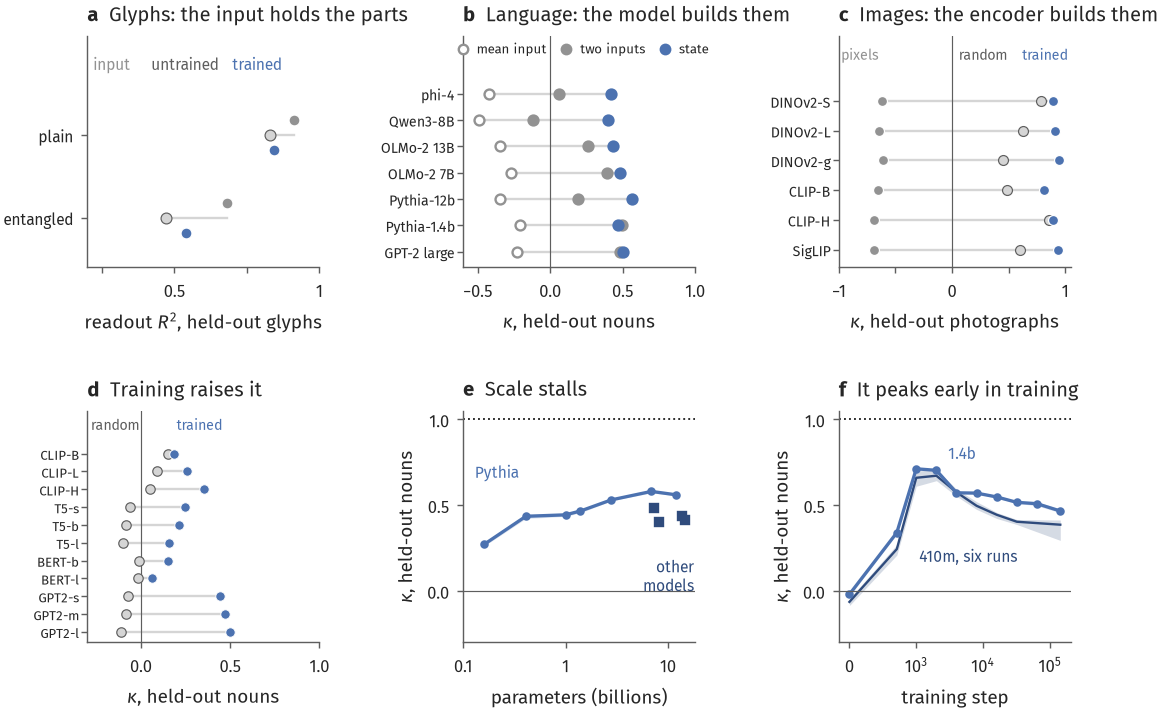 a Glyphs: the input holds the parts
input untrained trained
plain
entangled
0.5 1
readout R², held-out glyphs
b Language: the model builds them
mean input two inputs state
phi-4
Qwen3-8B
OLMo-2 13B
OLMo-2 7B
Pythia-12b
Pythia-1.4b
GPT-2 large
−0.5 0.0 0.5 1.0
κ, held-out nouns
c Images: the encoder builds them
pixels random trained
DINOv2-S
DINOv2-L
DINOv2-g
CLIP-B
CLIP-H
SigLIP
−1 0 1
κ, held-out photographs
d Training raises it
random trained
CLIP-B
CLIP-L
CLIP-H
T5-s
T5-b
T5-l
BERT-b
BERT-l
GPT2-s
GPT2-m
GPT2-l
0.0 0.5 1.0
κ, held-out nouns
e Scale stalls
κ, held-out nouns
1.0
0.5
0.0
Pythia
other
models
0.1 1 10
parameters (billions)
f It peaks early in training
κ, held-out nouns
1.0
0.5
0.0
1.4b
410m, six runs
0 10³ 10⁴ 10⁵
training step